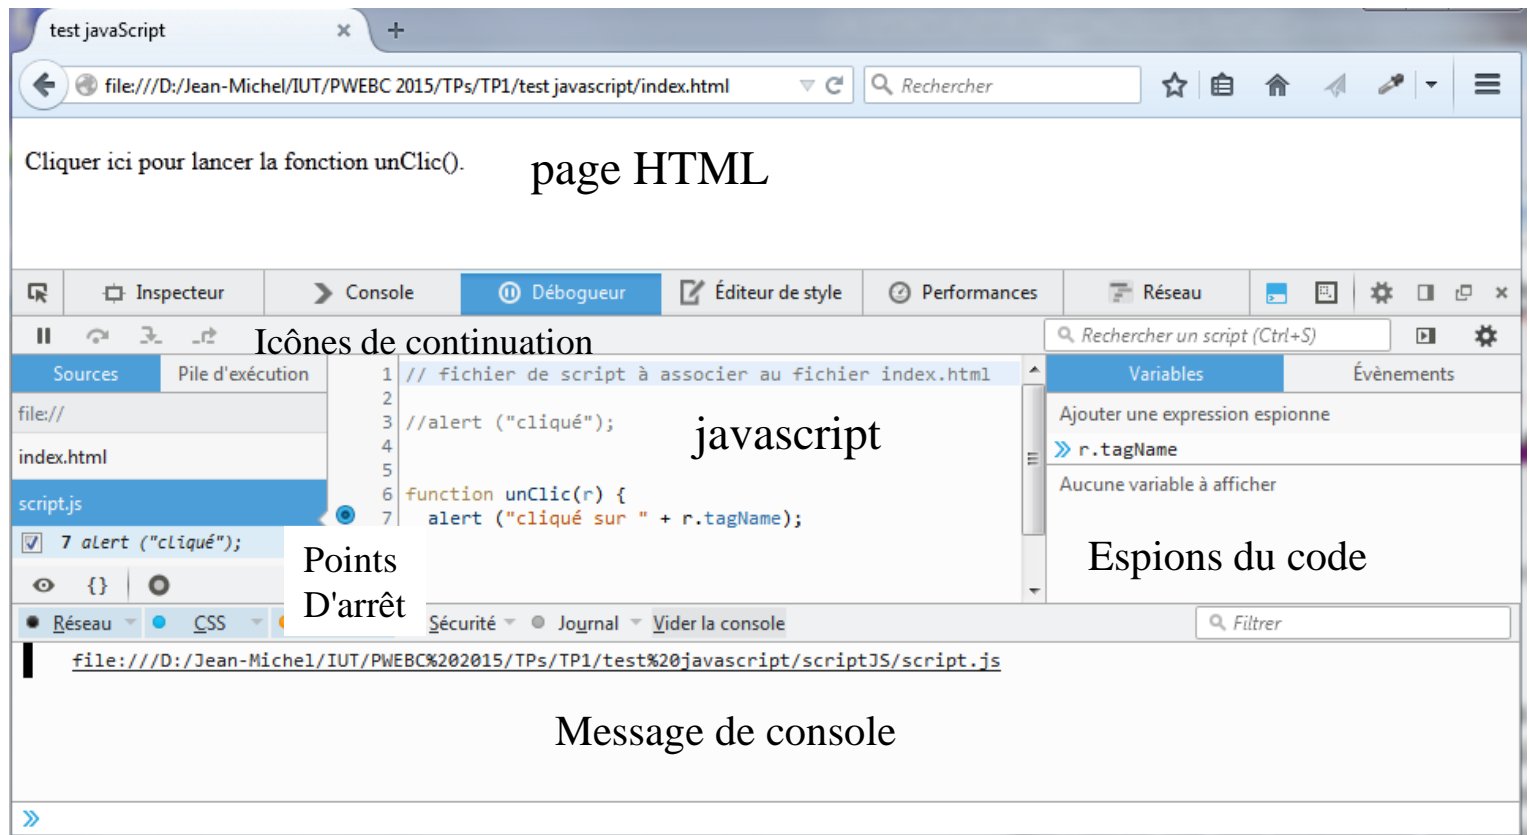 test javaScript
file:///D:/Jean-Michel/IUT/PWEBC 2015/TPs/TP1/test javascript/index.html
Rechercher
Cliquer ici pour lancer la fonction unClic().
page HTML
Inspecteur
Console
Débogueur
Éditeur de style
Performances
Réseau
Icônes de continuation
Rechercher un script (Ctrl+S)
Sources
Pile d'exécution
file://
index.html
script.js
7 alert ("cliqué");
{}
Points
D'arrêt
1 // fichier de script à associer au fichier index.html
2
3 //alert ("cliqué");
4
5
6 function unClic(r) {
7 alert ("cliqué sur " + r.tagName);
javascript
Variables
Évènements
Ajouter une expression espionne
r.tagName
Aucune variable à afficher
Espions du code
Réseau
CSS
Sécurité
Journal
Vider la console
Filtrer
file:///D:/Jean-Michel/IUT/PWEBC%202015/TPs/TP1/test%20javascript/scriptJS/script.js
Message de console